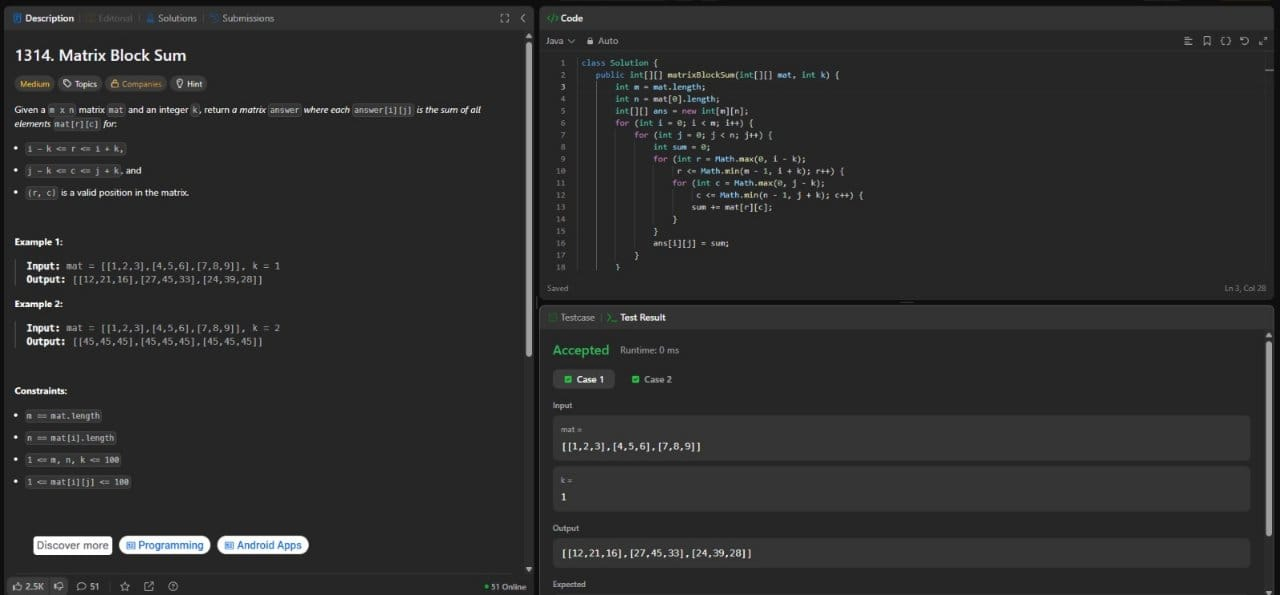 Description
Editorial
Solutions
Submissions
1314. Matrix Block Sum
Medium
Topics
Companies
Hint
Given a m x n matrix mat and an integer k, return a matrix answer where each answer[i][j] is the sum of all
elements mat[r][c] for:
• i - k <= r <= i + k,
• j - k <= c <= j + k, and
• (r, c) is a valid position in the matrix.
Example 1:
Input: mat = [[1,2,3],[4,5,6],[7,8,9]], k = 1
Output: [[12,21,16],[27,45,33],[24,39,28]]
Example 2:
Input: mat = [[1,2,3],[4,5,6],[7,8,9]], k = 2
Output: [[45,45,45],[45,45,45],[45,45,45]]
Constraints:
• m == mat.length
• n == mat[i].length
• 1 <= m, n, k <= 100
• 1 <= mat[i][j] <= 100
Discover more
Programming
Android Apps
2.5K
51
51 Online
</> Code
Java
Auto
1 class Solution {
2 public int[][] matrixBlockSum(int[][] mat, int k) {
3 int m = mat.length;
4 int n = mat[0].length;
5 int[][] ans = new int[m][n];
6 for (int i = 0; i < m; i++) {
7 for (int j = 0; j < n; j++) {
8 int sum = 0;
9 for (int r = Math.max(0, i - k);
10 r <= Math.min(m - 1, i + k); r++) {
11 for (int c = Math.max(0, j - k);
12 c <= Math.min(n - 1, j + k); c++) {
13 sum += mat[r][c];
14 }
15 }
16 ans[i][j] = sum;
17 }
18 }
Saved
Ln 3, Col 28
Testcase
>_ Test Result
Accepted
Runtime: 0 ms
Case 1
Case 2
Input
mat =
[[1,2,3],[4,5,6],[7,8,9]]
k =
1
Output
[[12,21,16],[27,45,33],[24,39,28]]
Expected